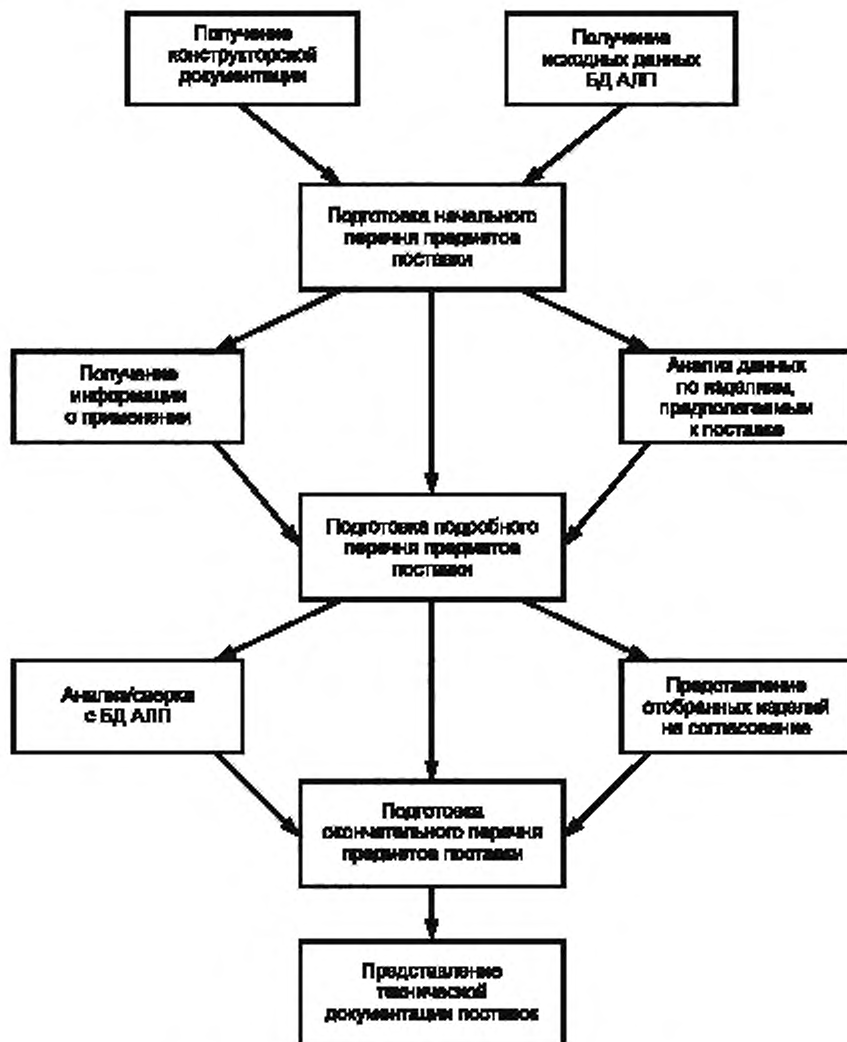 Получение
конструкторской
документации
Получение
исходных данных
БД АЛП
Подготовка начального
перечня предметов
поставки
Получение
информации
о применении
Анализ данных
по изделиям,
предполагаемым
к поставке
Подготовка подробного
перечня предметов
поставки
Анализ/сверка
с БД АЛП
Представление
отобранных изделий
на согласование
Подготовка
окончательного перечня
предметов поставки
Представление
технической
документации поставок